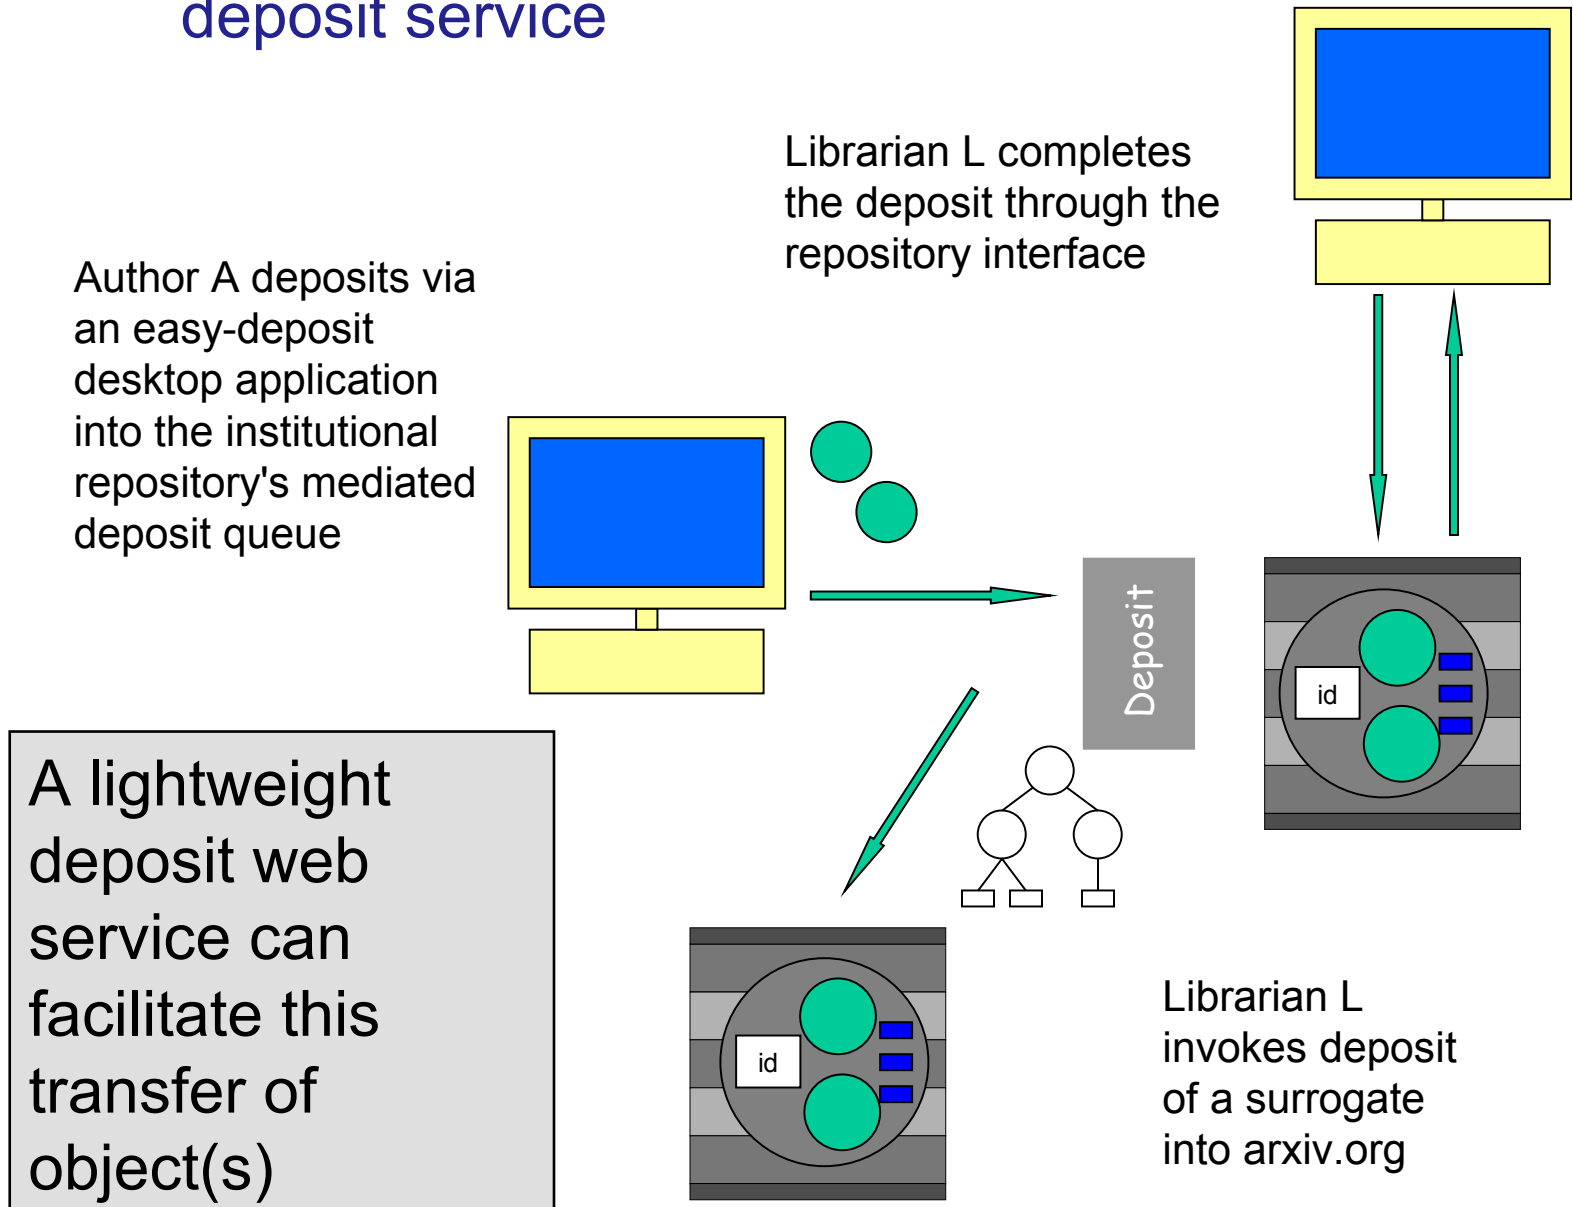 deposit service
Librarian L completes
the deposit through the
repository interface
Author A deposits via
an easy-deposit
desktop application
into the institutional
repository's mediated
deposit queue
Deposit
id
A lightweight
deposit web
service can
facilitate this
transfer of
object(s)
id
Librarian L
invokes deposit
of a surrogate
into arxiv.org